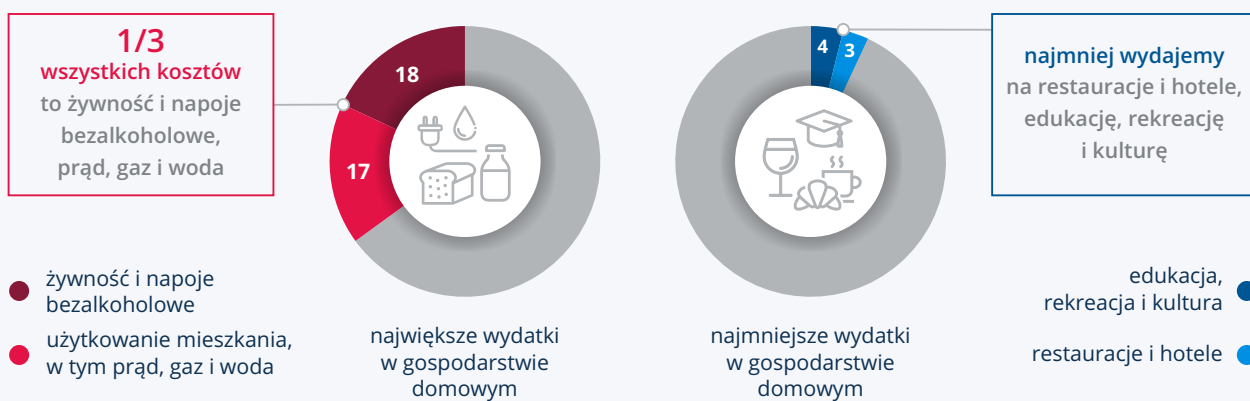 1/3
wszystkich kosztów
to żywność i napoje
bezalkoholowe,
prąd, gaz i woda
18
17
żywność i napoje
bezalkoholowe
użytkowanie mieszkania,
w tym prąd, gaz i woda
największe wydatki
w gospodarstwie
domowym
4
3
najmniej wydajemy
na restauracje i hotele,
edukację, rekreację
i kulturę
najmniejsze wydatki
w gospodarstwie
domowym
edukacja,
rekreacja i kultura
restauracje i hotele